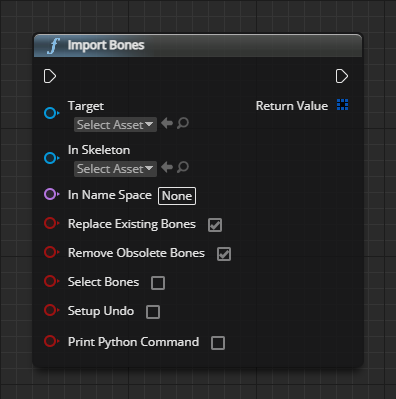 Import Bones
Target
Return Value
Select Asset
In Skeleton
Select Asset
In Name Space None
Replace Existing Bones
Remove Obsolete Bones
Select Bones
Setup Undo
Print Python Command